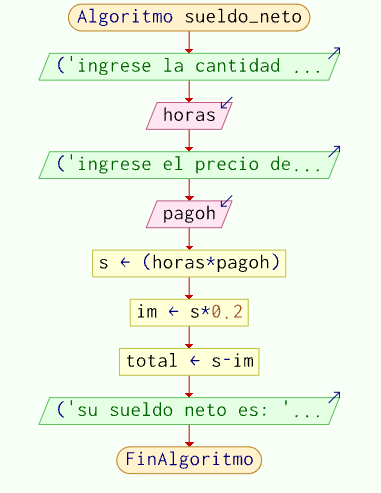 Algoritmo sueldo_neto
('ingrese la cantidad ...
horas
('ingrese el precio de...
pagoh
s ← (horas*pagoh)
im ← s*0.2
total ← s-im
('su sueldo neto es: '...
FinAlgoritmo